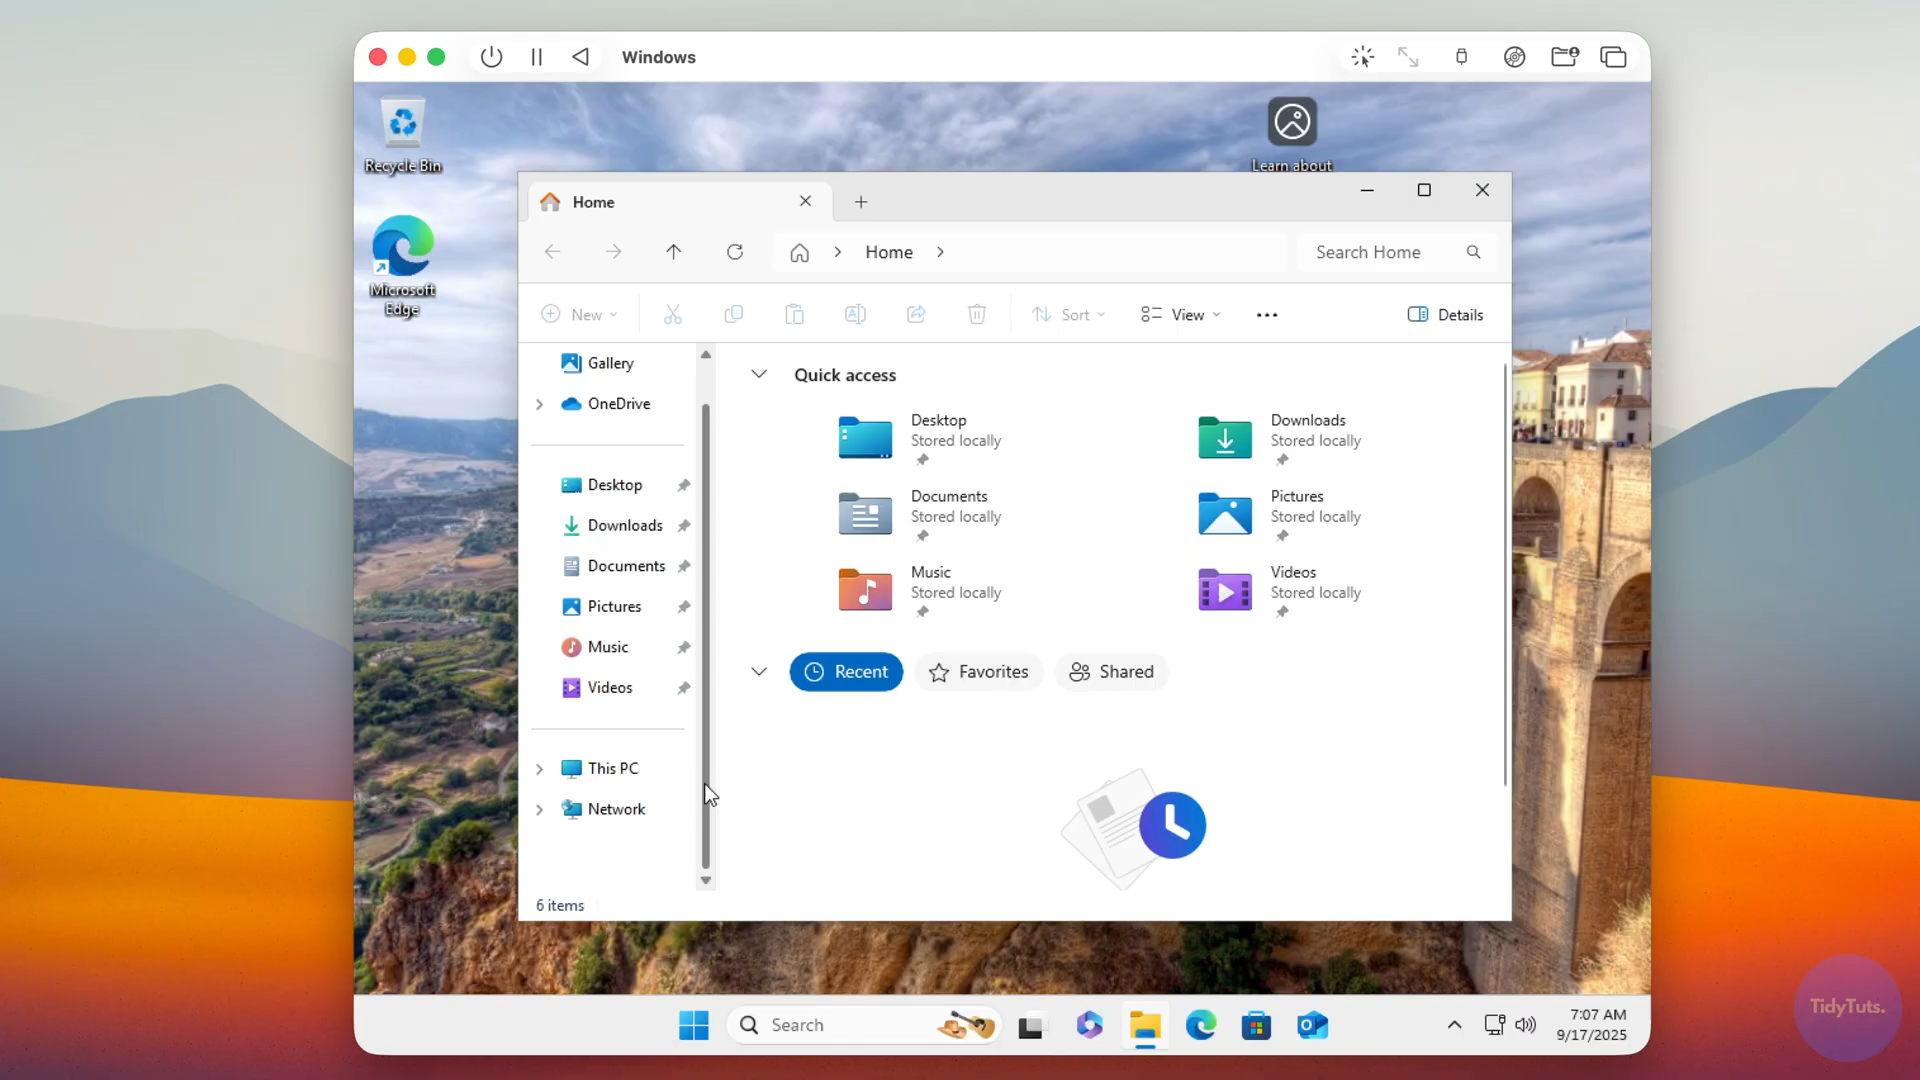 Windows
Recycle Bin
Microsoft
Edge
Learn about
Home
Home
Search Home
New
Sort
View
Details
Gallery
OneDrive
Desktop
Downloads
Documents
Pictures
Music
Videos
This PC
Network
Quick access
Desktop
Stored locally
Downloads
Stored locally
Documents
Stored locally
Pictures
Stored locally
Music
Stored locally
Videos
Stored locally
Recent
Favorites
Shared
6 items
Search
7:07 AM
9/17/2025
TidyTuts.